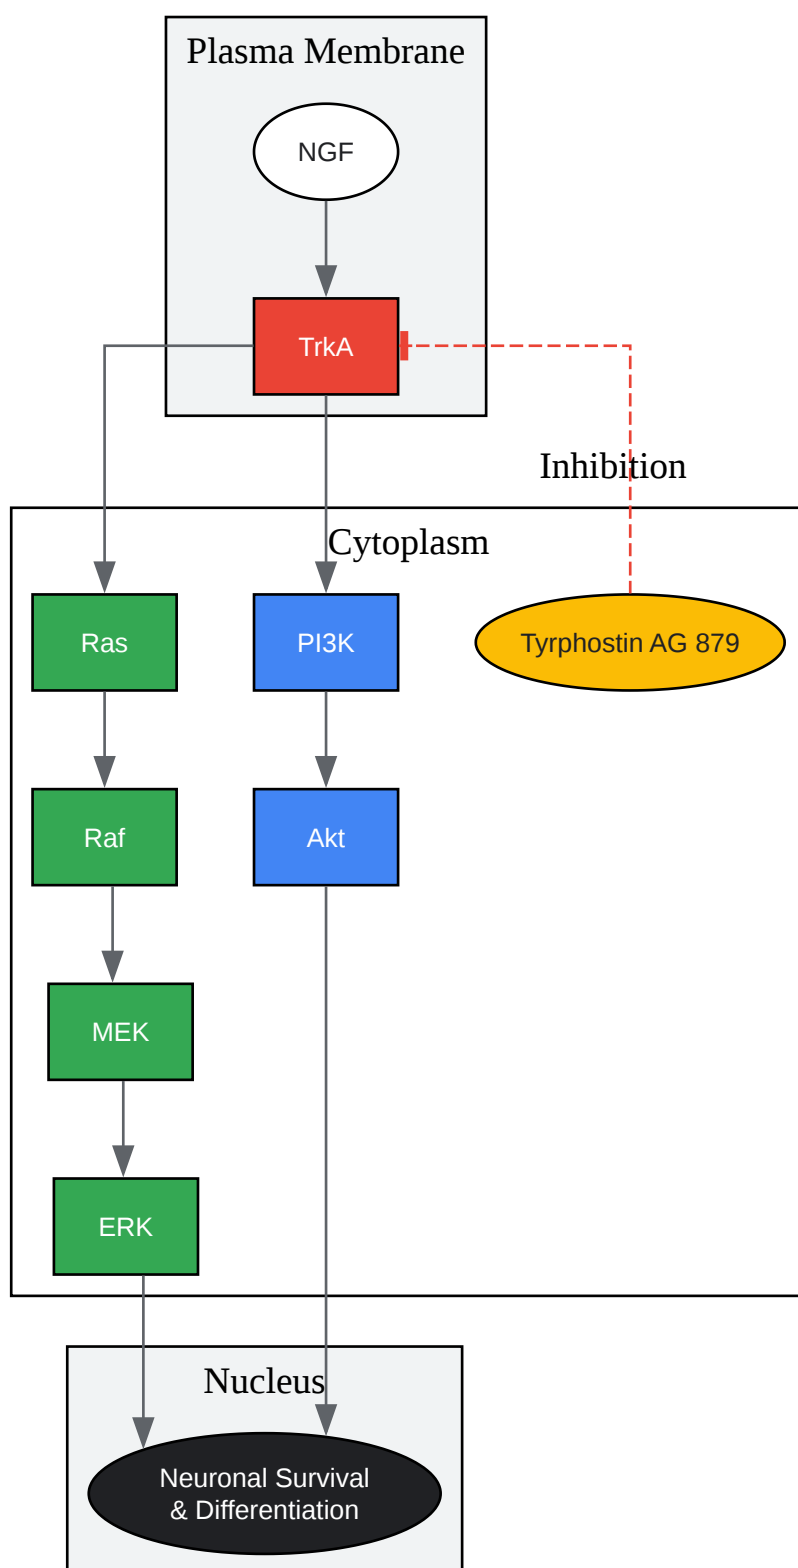 Plasma Membrane
NGF
TrkA
Inhibition
Cytoplasm
Ras
PI3K
Tyrphostin AG 879
Raf
Akt
MEK
ERK
Nucleus
Neuronal Survival
& Differentiation